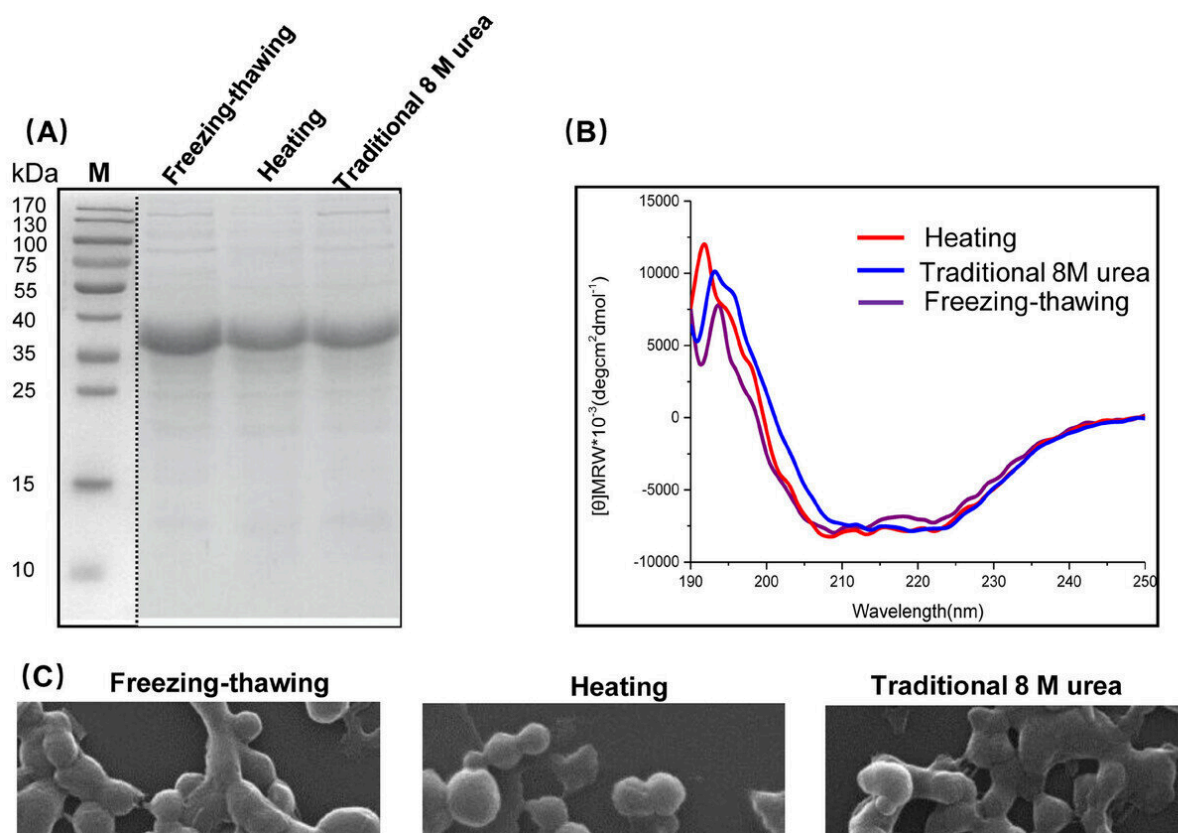 (A)
Freezing-thawing
Heating
Traditional 8 M urea
kDa
M
170
130
100
75
55
40
35
25
15
10
(B)
15000
10000
5000
0
-5000
-10000
[θ]MRW*10⁻³(degcm²dmol⁻¹)
Heating
Traditional 8M urea
Freezing-thawing
190 200 210 220 230 240 250
Wavelength(nm)
(C)
Freezing-thawing
Heating
Traditional 8 M urea